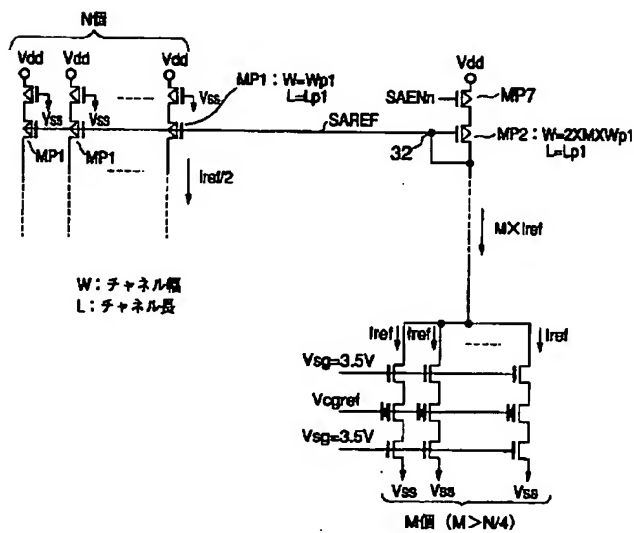 N個
Vdd Vdd Vdd
Vss Vss Vss
MP1 MP1
MP1：W=Wp1
L=Lp1
Iref/2
SAREF
Vdd
SAENn MP7
32
MP2：W=2XMXWp1
L=Lp1
M×Iref
W：チャネル幅
L：チャネル長
Iref Iref Iref
Vsg=3.5V
Vcgref
Vsg=3.5V
Vss Vss Vss
M個 (M>N/4)